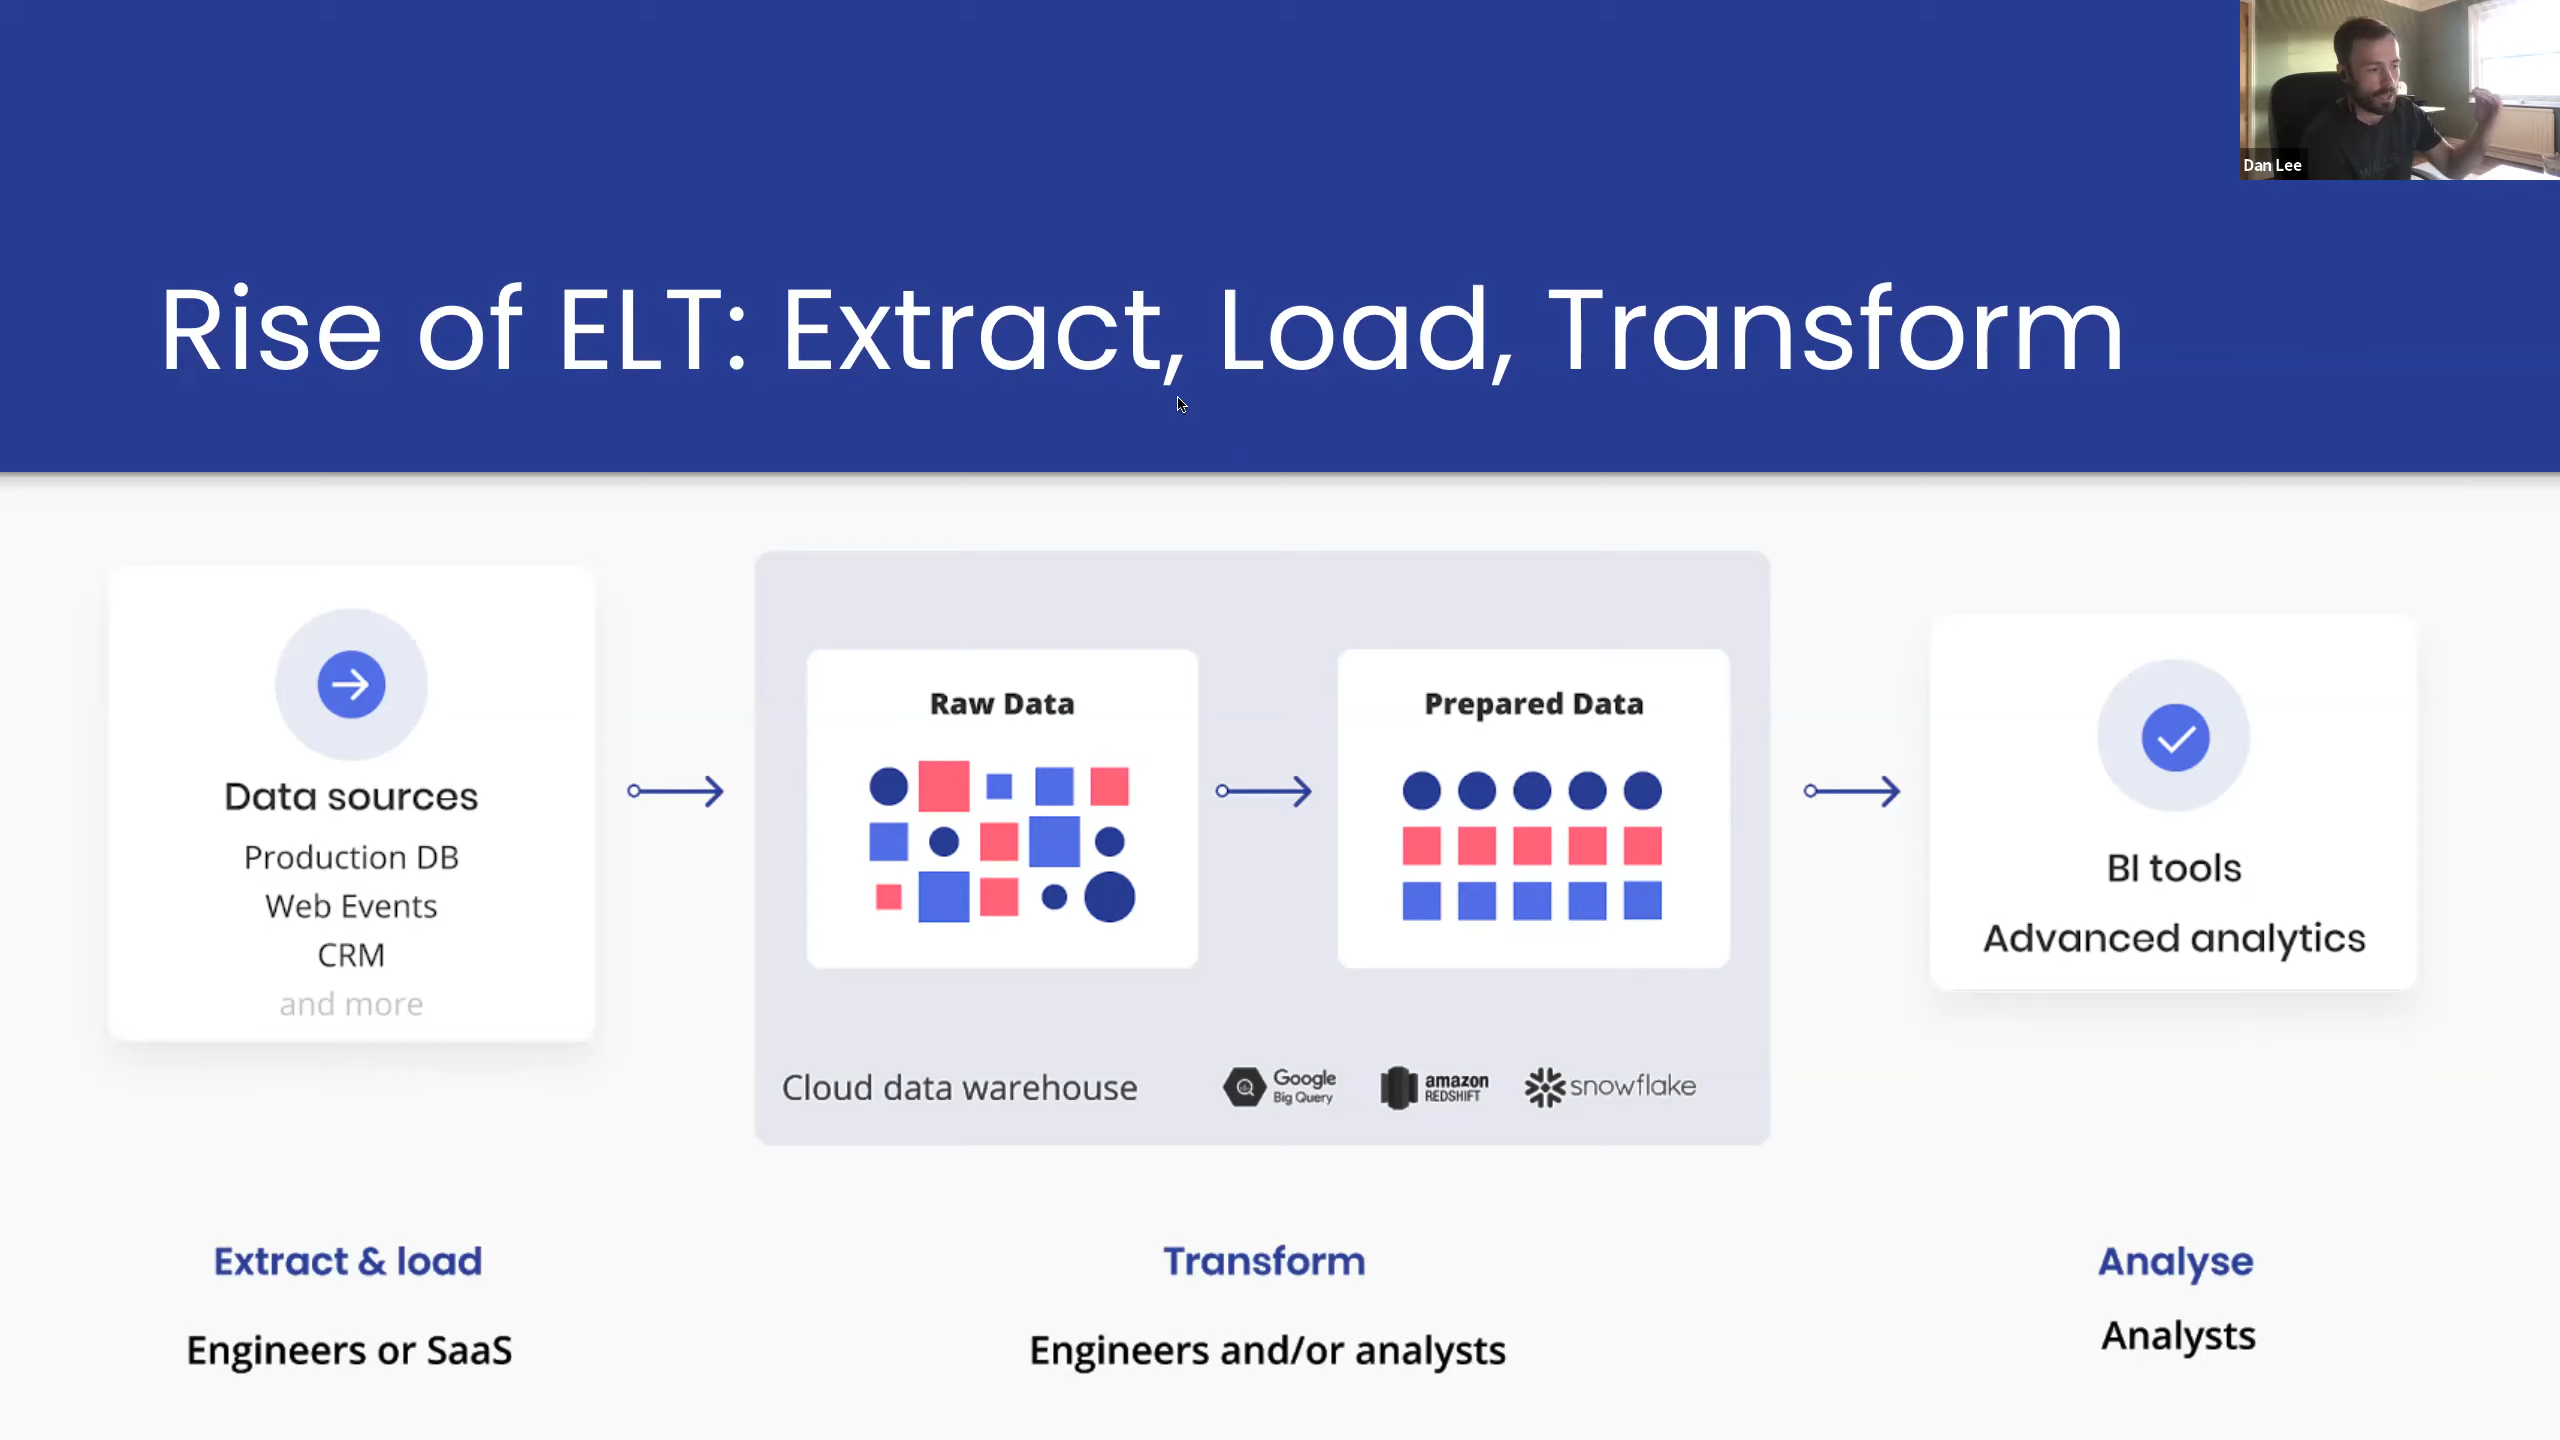 Dan Lee
Rise of ELT: Extract, Load, Transform
Data sources
Production DB
Web Events
CRM
and more
Raw Data
Prepared Data
Cloud data warehouse
Google
Big Query
amazon
REDSHIFT
snowflake
BI tools
Advanced analytics
Extract & load
Engineers or SaaS
Transform
Engineers and/or analysts
Analyse
Analysts